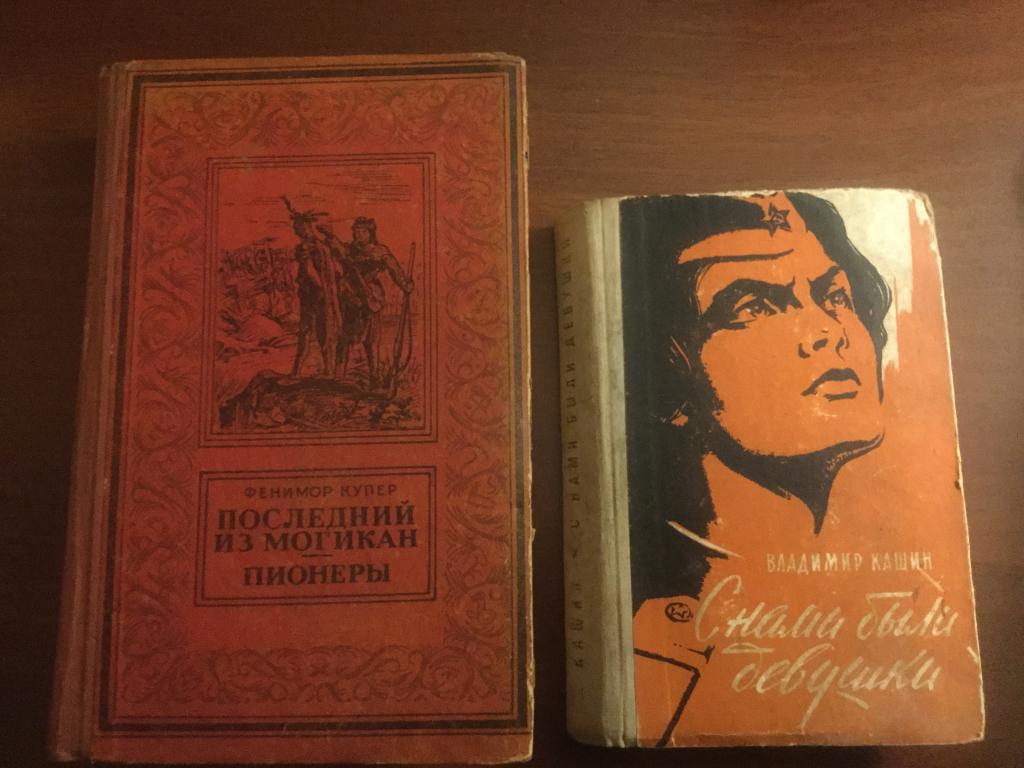 ФЕНИМОР КУПЕР
ПОСЛЕДНИЙ
ИЗ МОГИКАН
ПИОНЕРЫ
КАШИН С НАМИ БЫЛИ ДЕВУШКИ
ВЛАДИМИР КАШИН
С нами были
девушки